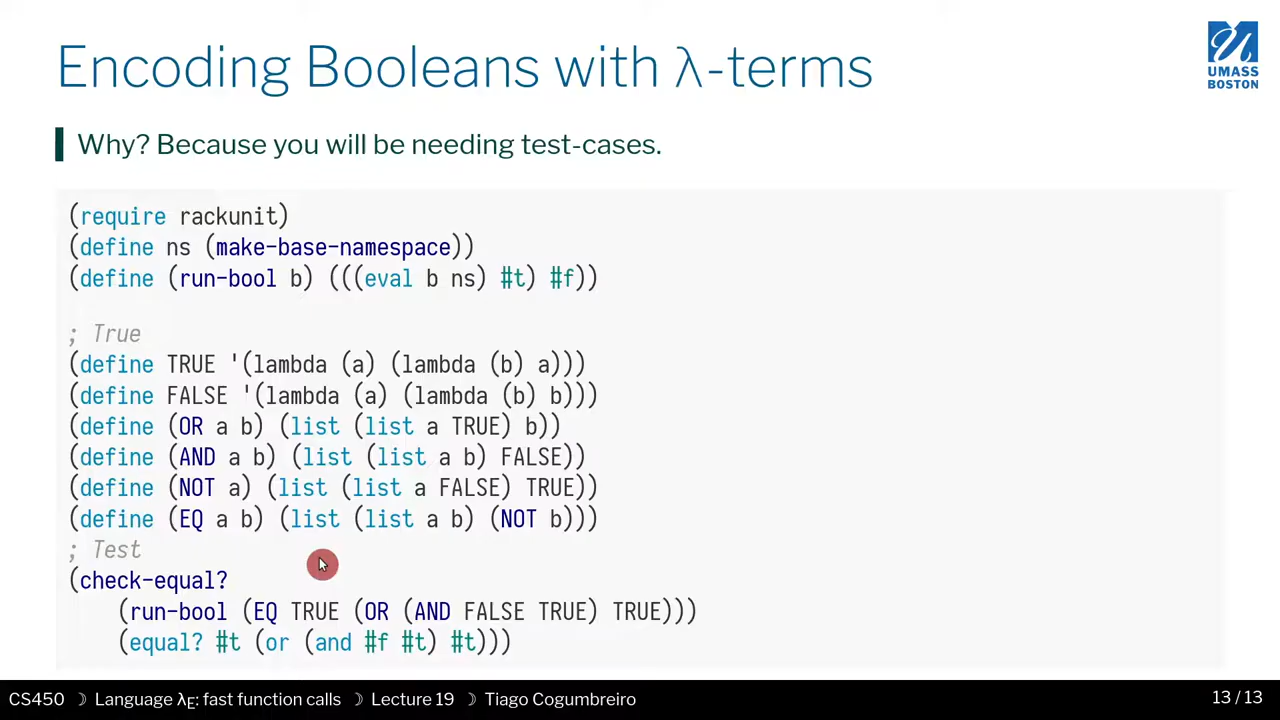 Encoding Booleans with λ-terms
UMASS
BOSTON
Why? Because you will be needing test-cases.
(require rackunit)
(define ns (make-base-namespace))
(define (run-bool b) (((eval b ns) #t) #f))
; True
(define TRUE '(lambda (a) (lambda (b) a)))
(define FALSE '(lambda (a) (lambda (b) b)))
(define (OR a b) (list (list a TRUE) b))
(define (AND a b) (list (list a b) FALSE))
(define (NOT a) (list (list a FALSE) TRUE))
(define (EQ a b) (list (list a b) (NOT b)))
; Test
(check-equal?
(run-bool (EQ TRUE (OR (AND FALSE TRUE) TRUE)))
(equal? #t (or (and #f #t) #t)))
CS450 ☽ Language λE: fast function calls ☽ Lecture 19 ☽ Tiago Cogumbreiro
13 / 13